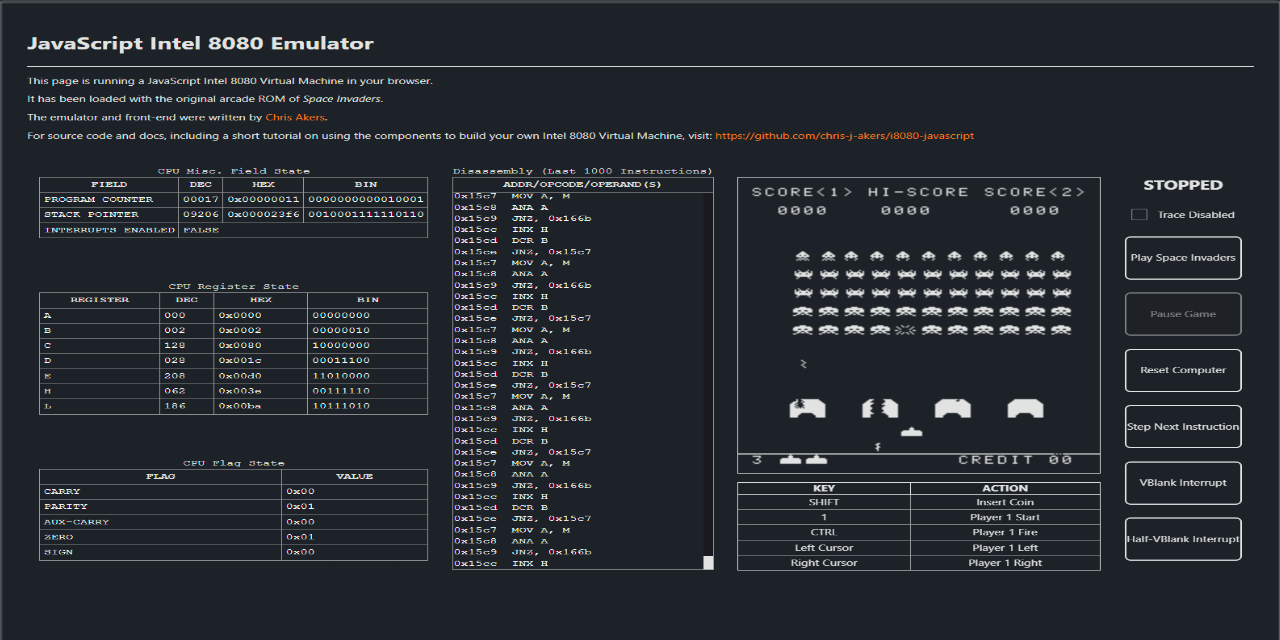 JavaScript Intel 8080 Emulator
This page is running a JavaScript Intel 8080 Virtual Machine in your browser.
It has been loaded with the original arcade ROM of Space Invaders.
The emulator and front-end were written by Chris Akers.
For source code and docs, including a short tutorial on using the components to build your own Intel 8080 Virtual Machine, visit: https://github.com/chris-j-akers/i8080-javascript
CPU Misc. Field State
FIELD DEC HEX BIN
PROGRAM COUNTER 00017 0x00000011 0000000000010001
STACK POINTER 09206 0x000023f6 0010001111110110
INTERRUPTS ENABLED FALSE
CPU Register State
REGISTER DEC HEX BIN
A 000 0x0000 00000000
B 002 0x0002 00000010
C 128 0x0080 10000000
D 028 0x001c 00011100
E 208 0x00d0 11010000
H 062 0x003e 00111110
L 186 0x00ba 10111010
CPU Flag State
FLAG VALUE
CARRY 0x00
PARITY 0x01
AUX-CARRY 0x00
ZERO 0x01
SIGN 0x00
Disassembly (Last 1000 Instructions)
ADDR/OPCODE/OPERAND(S)
0x15c7 MOV A, M
0x15c8 ANA A
0x15c9 JNZ, 0x166b
0x15cc INX H
0x15cd DCR B
0x15ce JNZ, 0x15c7
0x15c7 MOV A, M
0x15c8 ANA A
0x15c9 JNZ, 0x166b
0x15cc INX H
0x15cd DCR B
0x15ce JNZ, 0x15c7
0x15c7 MOV A, M
0x15c8 ANA A
0x15c9 JNZ, 0x166b
0x15cc INX H
0x15cd DCR B
0x15ce JNZ, 0x15c7
0x15c7 MOV A, M
0x15c8 ANA A
0x15c9 JNZ, 0x166b
0x15cc INX H
0x15cd DCR B
0x15ce JNZ, 0x15c7
0x15c7 MOV A, M
0x15c8 ANA A
0x15c9 JNZ, 0x166b
0x15cc INX H
0x15cd DCR B
0x15ce JNZ, 0x15c7
0x15c7 MOV A, M
0x15c8 ANA A
0x15c9 JNZ, 0x166b
0x15cc INX H
SCORE<1> HI-SCORE SCORE<2>
0000 0000 0000
3 CREDIT 00
KEY ACTION
SHIFT Insert Coin
1 Player 1 Start
CTRL Player 1 Fire
Left Cursor Player 1 Left
Right Cursor Player 1 Right
STOPPED
Trace Disabled
Play Space Invaders
Pause Game
Reset Computer
Step Next Instruction
VBlank Interrupt
Half-VBlank Interrupt